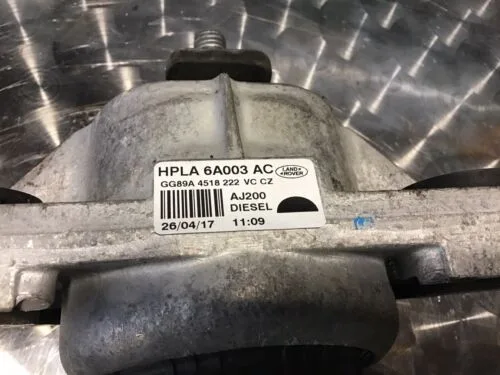 HPLA 6A003 AC
LAND ROVER
GG89A 4518 222 VC CZ
AJ200
DIESEL
26/04/17 11:09